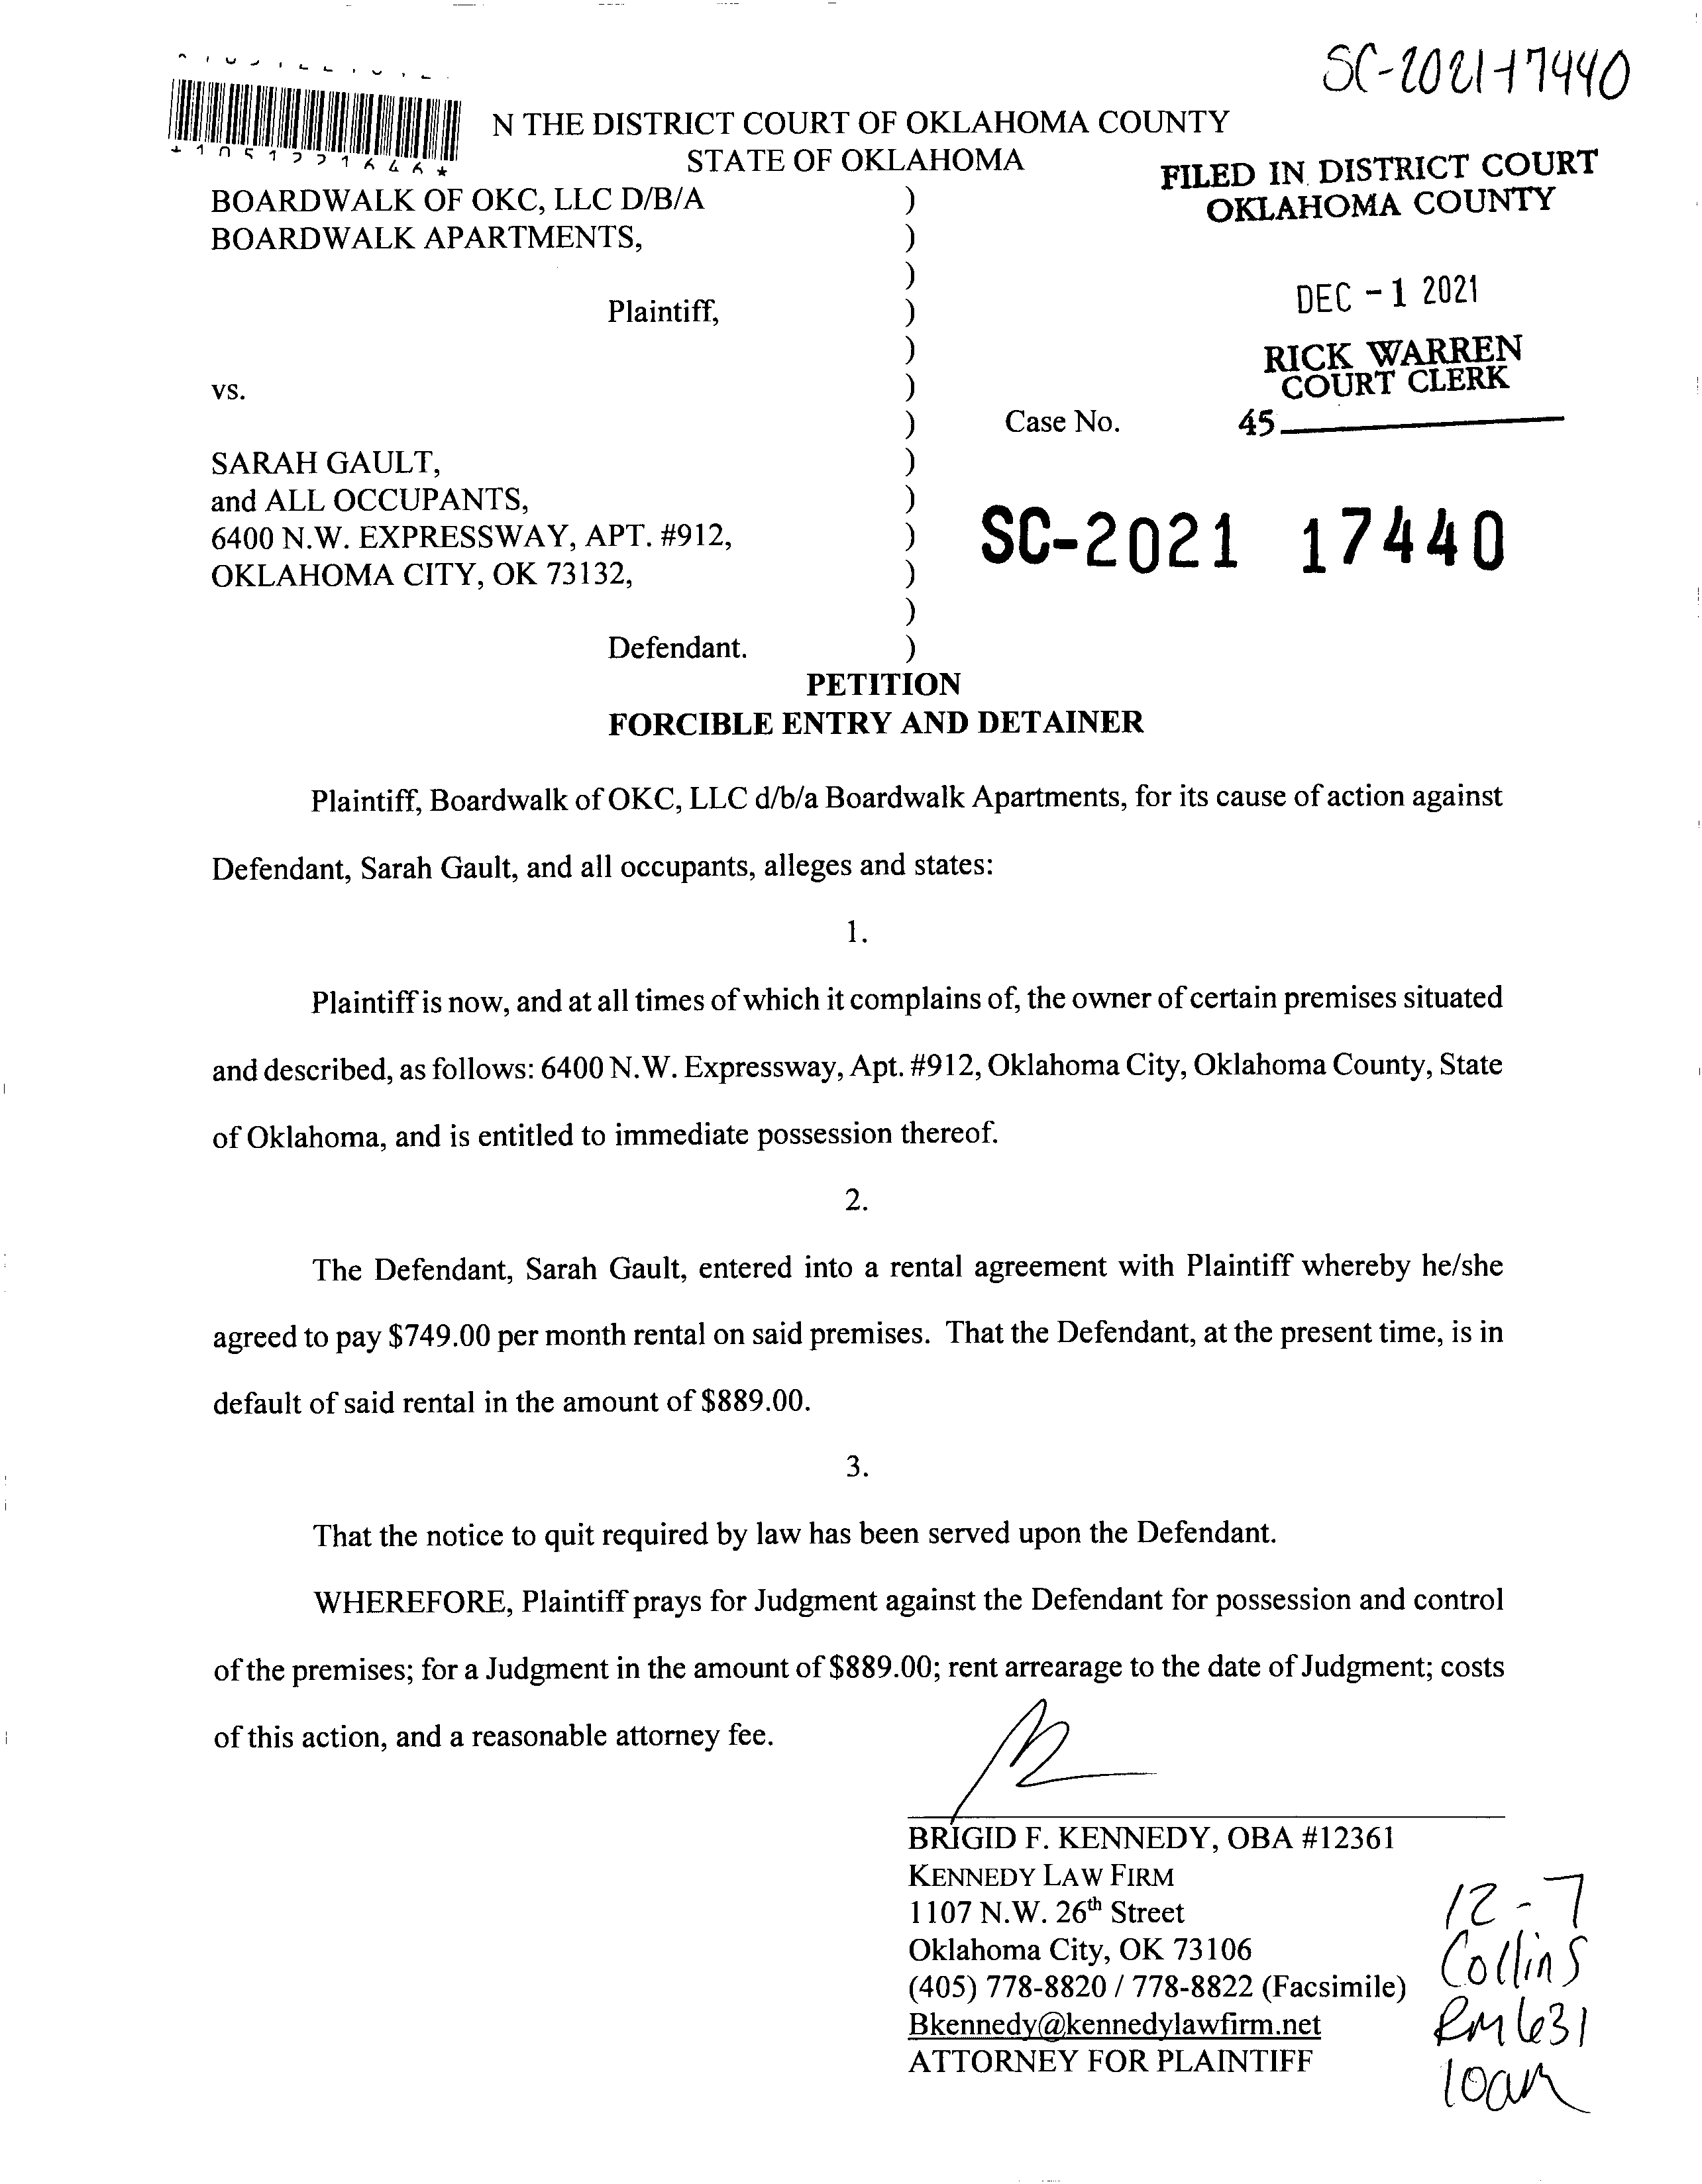 SC-2021-17440
*1051221646*
N THE DISTRICT COURT OF OKLAHOMA COUNTY
STATE OF OKLAHOMA
FILED IN DISTRICT COURT
OKLAHOMA COUNTY
BOARDWALK OF OKC, LLC D/B/A )
BOARDWALK APARTMENTS, )
)
DEC -1 2021
Plaintiff, )
)
RICK WARREN
COURT CLERK
vs. )
) Case No. 45
SARAH GAULT, )
and ALL OCCUPANTS, )
6400 N.W. EXPRESSWAY, APT. #912, ) SC-2021 17440
OKLAHOMA CITY, OK 73132, )
)
Defendant. )
PETITION
FORCIBLE ENTRY AND DETAINER
Plaintiff, Boardwalk of OKC, LLC d/b/a Boardwalk Apartments, for its cause of action against
Defendant, Sarah Gault, and all occupants, alleges and states:
1.
Plaintiff is now, and at all times of which it complains of, the owner of certain premises situated
and described, as follows: 6400 N.W. Expressway, Apt. #912, Oklahoma City, Oklahoma County, State
of Oklahoma, and is entitled to immediate possession thereof.
2.
The Defendant, Sarah Gault, entered into a rental agreement with Plaintiff whereby he/she
agreed to pay $749.00 per month rental on said premises. That the Defendant, at the present time, is in
default of said rental in the amount of $889.00.
3.
That the notice to quit required by law has been served upon the Defendant.
WHEREFORE, Plaintiff prays for Judgment against the Defendant for possession and control
of the premises; for a Judgment in the amount of $889.00; rent arrearage to the date of Judgment; costs
of this action, and a reasonable attorney fee.
BRIGID F. KENNEDY, OBA #12361
KENNEDY LAW FIRM
1107 N.W. 26th Street
Oklahoma City, OK 73106
(405) 778-8820 / 778-8822 (Facsimile)
Bkennedy@kennedylawfirm.net
ATTORNEY FOR PLAINTIFF
12-7
Collins
RM 631
10am